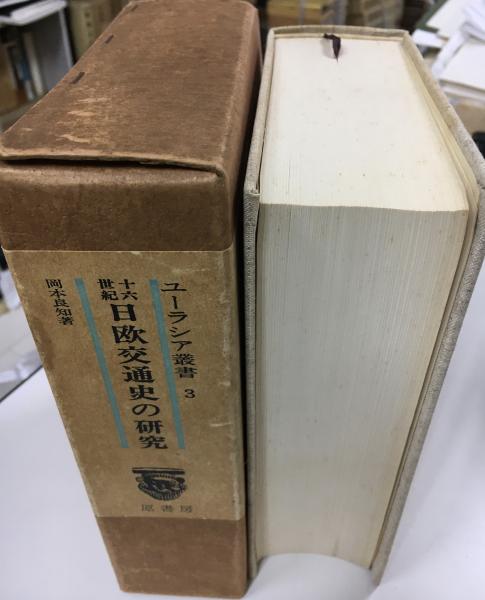 ユーラシア叢書 3
十六世紀
日欧交通史の研究
岡本良知著
原書房